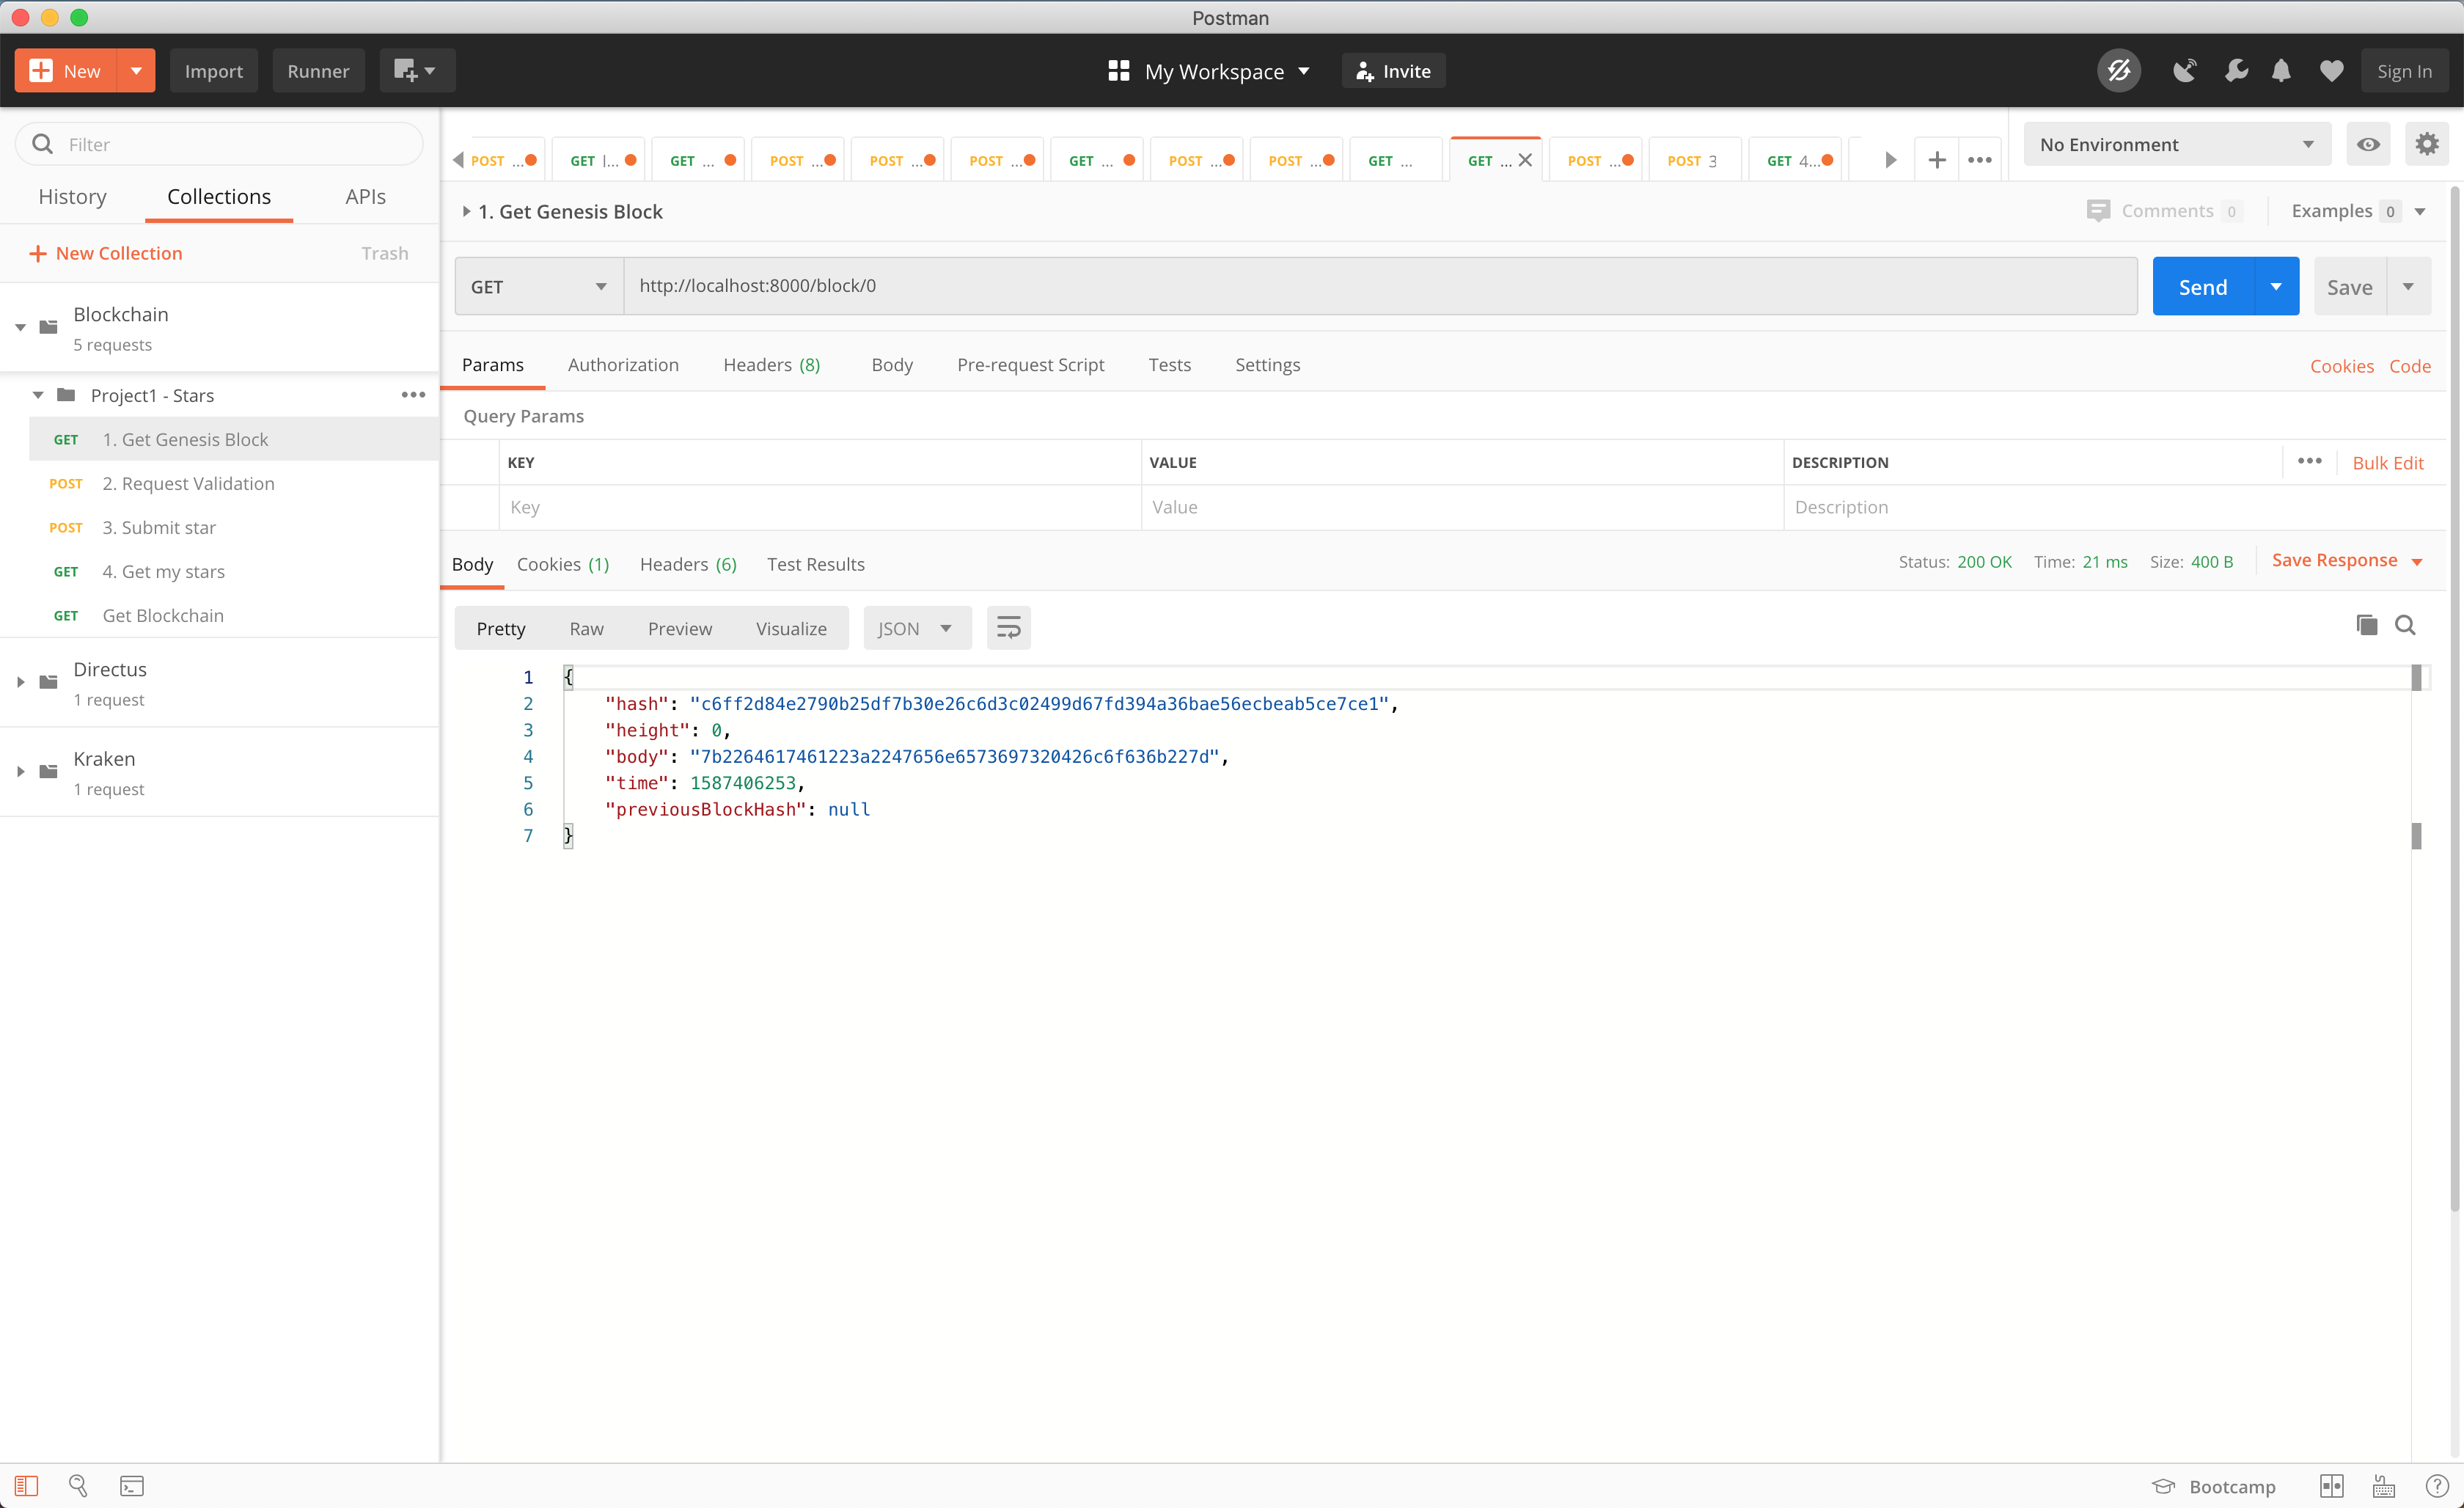 Postman
New Import Runner My Workspace Invite Sign In
Filter
History Collections APIs
New Collection Trash
Blockchain
5 requests
Project1 - Stars
GET 1. Get Genesis Block
POST 2. Request Validation
POST 3. Submit star
GET 4. Get my stars
GET Get Blockchain
Directus
1 request
Kraken
1 request
POST ... GET l... GET ... POST ... POST ... POST ... GET ... POST ... POST ... GET ... GET ... POST ... POST 3 GET 4... No Environment
1. Get Genesis Block Comments 0 Examples 0
GET http://localhost:8000/block/0 Send Save
Params Authorization Headers (8) Body Pre-request Script Tests Settings Cookies Code
Query Params
KEY VALUE DESCRIPTION Bulk Edit
Key Value Description
Body Cookies (1) Headers (6) Test Results Status: 200 OK Time: 21 ms Size: 400 B Save Response
Pretty Raw Preview Visualize JSON
1 {
2 "hash": "c6ff2d84e2790b25df7b30e26c6d3c02499d67fd394a36bae56ecbeab5ce7ce1",
3 "height": 0,
4 "body": "7b2264617461223a2247656e6573697320426c6f636b227d",
5 "time": 1587406253,
6 "previousBlockHash": null
7 }
Bootcamp